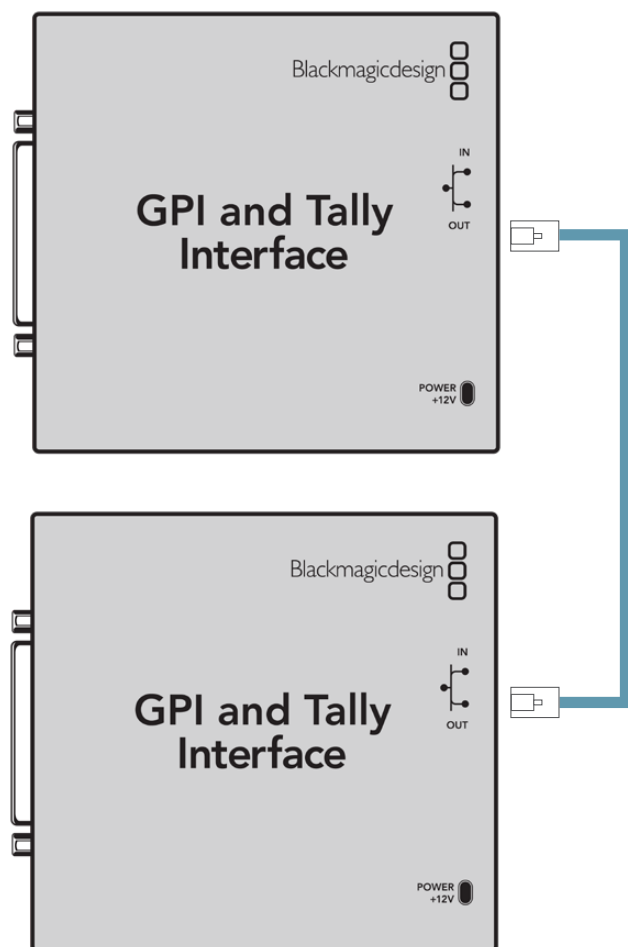 Blackmagicdesign
IN
GPI and Tally
Interface
OUT
POWER
+12V
Blackmagicdesign
IN
GPI and Tally
Interface
OUT
POWER
+12V